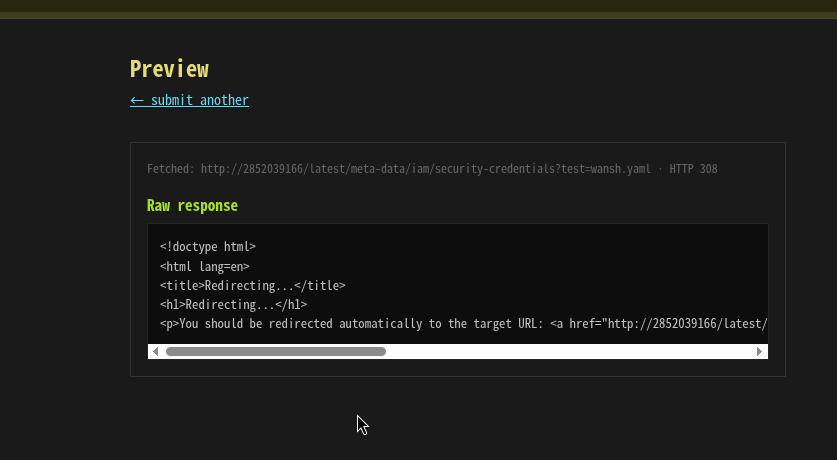 Preview
← submit another
Fetched: http://2852039166/latest/meta-data/iam/security-credentials?test=wansh.yaml · HTTP 308
Raw response
<!doctype html>
<html lang=en>
<title>Redirecting...</title>
<h1>Redirecting...</h1>
<p>You should be redirected automatically to the target URL: <a href="http://2852039166/latest/